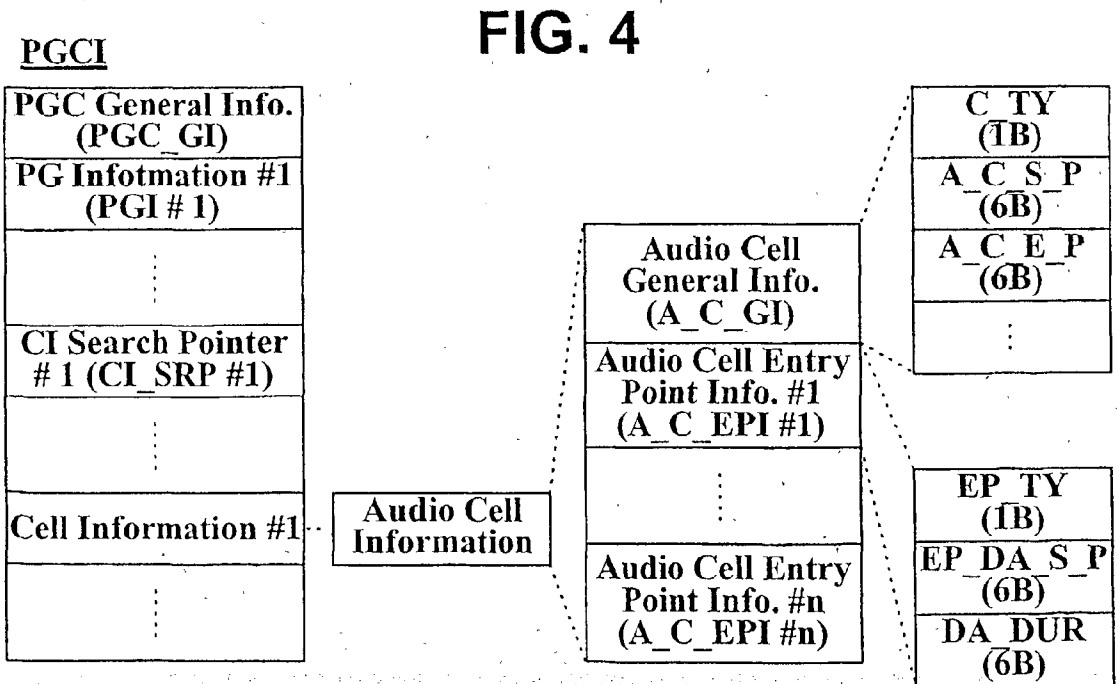 FIG. 4
PGCI
PGC General Info.
(PGC_GI)
PG Infotmation #1
(PGI # 1)
CI Search Pointer
# 1 (CI_SRP #1)
Cell Information #1
Audio Cell
Information
Audio Cell
General Info.
(A_C_GI)
Audio Cell Entry
Point Info. #1
(A_C_EPI #1)
Audio Cell Entry
Point Info. #n
(A_C_EPI #n)
C_TY
(1B)
A_C_S_P
(6B)
A_C_E_P
(6B)
EP_TY
(1B)
EP_DA_S_P
(6B)
DA_DUR
(6B)